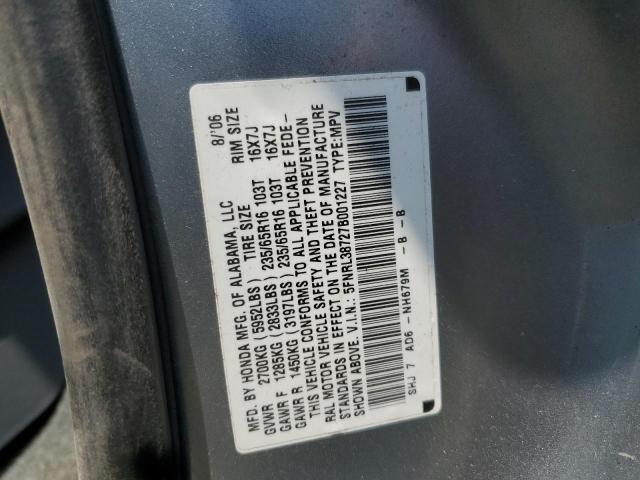 MFD. BY HONDA MFG. OF ALABAMA, LLC 8/'06
GVWR 2700KG (5952LBS) TIRE SIZE RIM SIZE
GAWR F 1285KG (2833LBS) 235/65R16 103T 16X7J
GAWR R 1450KG (3197LBS) 235/65R16 103T 16X7J
THIS VEHICLE CONFORMS TO ALL APPLICABLE FEDE-
RAL MOTOR VEHICLE SAFETY AND THEFT PREVENTION
STANDARDS IN EFFECT ON THE DATE OF MANUFACTURE
SHOWN ABOVE. V.I.N.: 5FNRL38727B001227 TYPE:MPV
SHJ 7 AD6 -NH679M -B -B